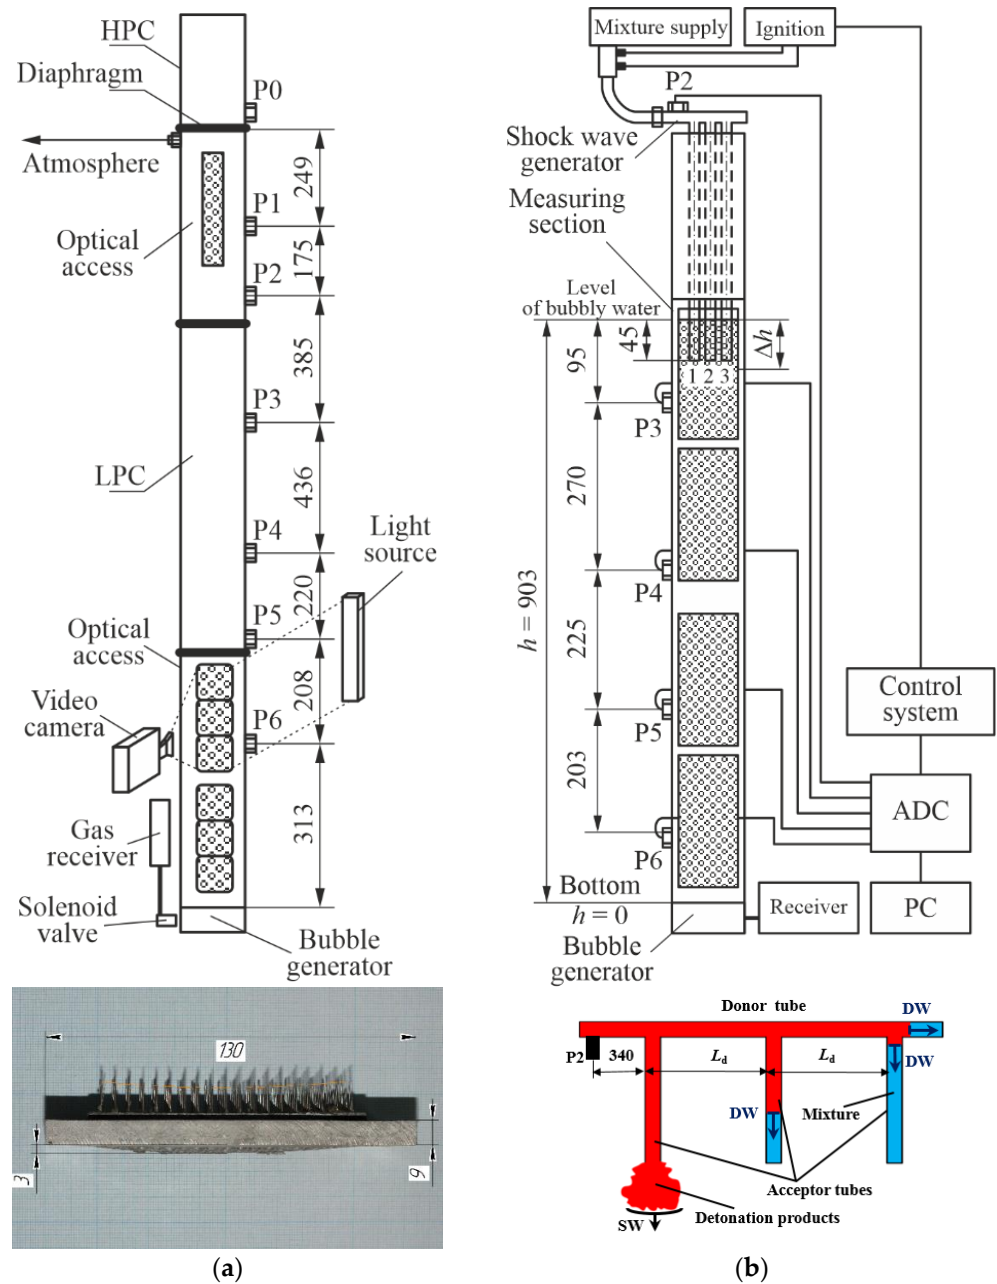 HPC
Diaphragm
P0
Atmosphere
249
P1
Optical
access
175
P2
385
P3
LPC
436
P4
Light
source
220
P5
Optical
access
208
Video
camera
P6
Gas
receiver
313
Solenoid
valve
Bubble
generator
130
3
9
(a)
Mixture supply
Ignition
P2
Shock wave
generator
Measuring
section
Level
of bubbly water
45
Δh
95
1 2 3
P3
270
P4
h = 903
225
Control
system
P5
203
ADC
P6
Bottom
h = 0
Receiver
PC
Bubble
generator
Donor tube
DW
P2
340
Ld
Ld
DW
DW
Mixture
Acceptor tubes
SW
Detonation products
(b)